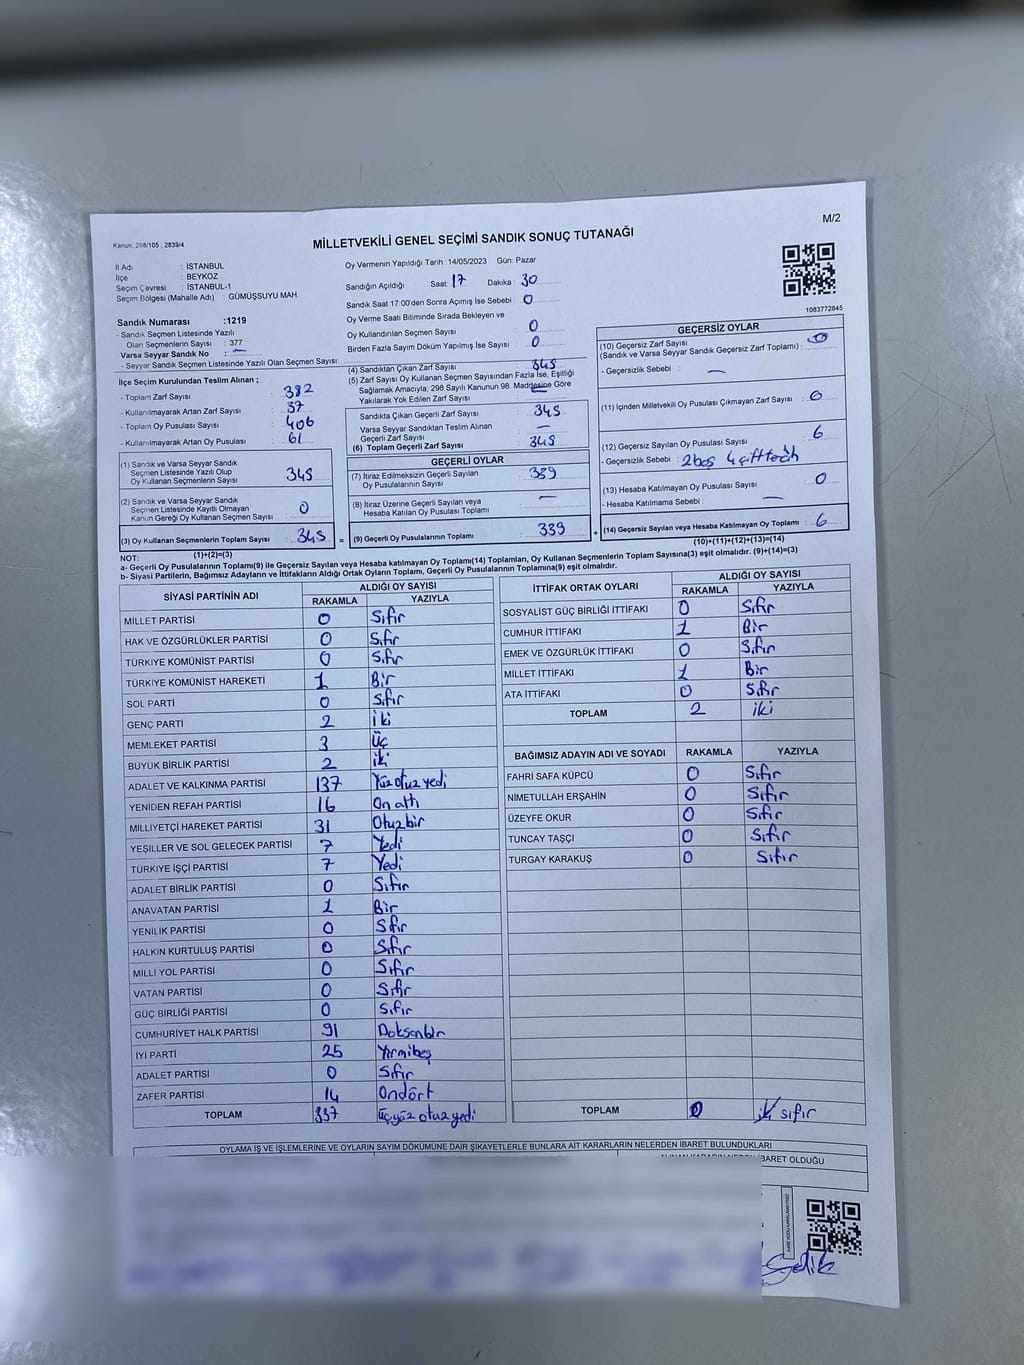 M/2
Kanun: 298/105 , 2839/4
MİLLETVEKİLİ GENEL SEÇİMİ SANDIK SONUÇ TUTANAĞI
İl Adı : İSTANBUL
İlçe : BEYKOZ
Seçim Çevresi : İSTANBUL-1
Seçim Bölgesi (Mahalle Adı) : GÜMÜŞSUYU MAH.
Sandık Numarası :1219
- Sandık Seçmen Listesinde Yazılı
Olan Seçmenlerin Sayısı : 377
Varsa Seyyar Sandık No : —
- Seyyar Sandık Seçmen Listesinde Yazılı Olan Seçmen Sayısı:
Oy Vermenin Yapıldığı Tarih :14/05/2023 Gün: Pazar
Sandığın Açıldığı Saat: 17 Dakika : 30
Sandık Saat 17:00'den Sonra Açımış İse Sebebi : 0
Oy Verme Saati Bitiminde Sırada Bekleyen ve
Oy Kullandırılan Seçmen Sayısı : 0
Birden Fazla Sayım Döküm Yapılmış İse Sayısı : 0
1083772845
İlçe Seçim Kurulundan Teslim Alınan ;
- Toplam Zarf Sayısı : 382
- Kullanılmayarak Artan Zarf Sayısı : 37
- Toplam Oy Pusulası Sayısı : 406
- Kullanılmayarak Artan Oy Pusulası : 61
(1) Sandık ve Varsa Seyyar Sandık
Seçmen Listesinde Yazılı Olup
Oy Kullanan Seçmenlerin Sayısı : 345
(2) Sandık ve Varsa Seyyar Sandık
Seçmen Listesinde Kayıtlı Olmayan
Kanun Gereği Oy Kullanan Seçmen Sayısı : 0
(3) Oy Kullanan Seçmenlerin Toplam Sayısı : 345 =
(1)+(2)=(3)
(4) Sandıktan Çıkan Zarf Sayısı : 345
(5) Zarf Sayısı Oy Kullanan Seçmen Sayısından Fazla İse, Eşitliği
Sağlamak Amacıyla, 298 Sayılı Kanunun 98. Maddesine Göre
Yakılarak Yok Edilen Zarf Sayısı : —
Sandıkta Çıkan Geçerli Zarf Sayısı : 345
Varsa Seyyar Sandıktan Teslim Alınan
Geçerli Zarf Sayısı : —
(6) Toplam Geçerli Zarf Sayısı : 345
GEÇERLİ OYLAR
(7) İtiraz Edilmeksizin Geçerli Sayılan
Oy Pusulalarının Sayısı : 339
(8) İtiraz Üzerine Geçerli Sayılan veya
Hesaba Katılan Oy Pusulası Toplamı : —
(9) Geçerli Oy Pusulalarının Toplamı : 339 +
GEÇERSİZ OYLAR
(10) Geçersiz Zarf Sayısı : 0
(Sandık ve Varsa Seyyar Sandık Geçersiz Zarf Toplamı)
- Geçersizlik Sebebi : —
(11) İçinden Milletvekili Oy Pusulası Çıkmayan Zarf Sayısı : 0
(12) Geçersiz Sayılan Oy Pusulası Sayısı : 6
- Geçersizlik Sebebi : 2 boş 4 çift
(13) Hesaba Katılmayan Oy Pusulası Sayısı : 0
- Hesaba Katılmama Sebebi : —
(14) Geçersiz Sayılan veya Hesaba Katılmayan Oy Toplamı : 6
(10)+(11)+(12)+(13)=(14)
NOT:
a- Geçerli Oy Pusulalarının Toplamı(9) ile Geçersiz Sayılan veya Hesaba katılmayan Oy Toplamı(14) Toplamları, Oy Kullanan Seçmenlerin Toplam Sayısına(3) eşit olmalıdır. (9)+(14)=(3)
b- Siyasi Partilerin, Bağımsız Adayların ve İttifakların Aldığı Ortak Oyların Toplamı, Geçerli Oy Pusulalarının Toplamına(9) eşit olmalıdır.
SİYASİ PARTİNİN ADI ALDIĞI OY SAYISI
RAKAMLA YAZIYLA
MİLLET PARTİSİ 0 Sıfır
HAK VE ÖZGÜRLÜKLER PARTİSİ 0 Sıfır
TÜRKİYE KOMÜNİST PARTİSİ 0 Sıfır
TÜRKİYE KOMÜNİST HAREKETİ 1 Bir
SOL PARTİ 0 Sıfır
GENÇ PARTİ 2 iki
MEMLEKET PARTİSİ 3 Üç
BÜYÜK BİRLİK PARTİSİ 2 iki
ADALET VE KALKINMA PARTİSİ 137 Yüz otuz yedi
YENİDEN REFAH PARTİSİ 16 On altı
MİLLİYETÇİ HAREKET PARTİSİ 31 Otuz bir
YEŞİLLER VE SOL GELECEK PARTİSİ 7 Yedi
TÜRKİYE İŞÇİ PARTİSİ 7 Yedi
ADALET BİRLİK PARTİSİ 0 Sıfır
ANAVATAN PARTİSİ 1 Bir
YENİLİK PARTİSİ 0 Sıfır
HALKIN KURTULUŞ PARTİSİ 0 Sıfır
MİLLİ YOL PARTİSİ 0 Sıfır
VATAN PARTİSİ 0 Sıfır
GÜÇ BİRLİĞİ PARTİSİ 0 Sıfır
CUMHURİYET HALK PARTİSİ 91 Doksan bir
İYİ PARTİ 25 Yirmi beş
ADALET PARTİSİ 0 Sıfır
ZAFER PARTİSİ 14 Ondört
TOPLAM 337 Üçyüz otuz yedi
İTTİFAK ORTAK OYLARI ALDIĞI OY SAYISI
RAKAMLA YAZIYLA
SOSYALİST GÜÇ BİRLİĞİ İTTİFAKI 0 Sıfır
CUMHUR İTTİFAKI 1 Bir
EMEK VE ÖZGÜRLÜK İTTİFAKI 0 Sıfır
MİLLET İTTİFAKI 1 Bir
ATA İTTİFAKI 0 Sıfır
TOPLAM 2 iki
BAĞIMSIZ ADAYIN ADI VE SOYADI RAKAMLA YAZIYLA
FAHRİ SAFA KÜPCÜ 0 Sıfır
NİMETULLAH ERŞAHİN 0 Sıfır
ÜZEYFE OKUR 0 Sıfır
TUNCAY TAŞÇI 0 Sıfır
TURGAY KARAKUŞ 0 Sıfır
TOPLAM 0 sıfır
OYLAMA İŞ VE İŞLEMLERİNE VE OYLARIN SAYIM DÖKÜMÜNE DAİR ŞİKAYETLERLE BUNLARA AİT KARARLARIN NELERDEN İBARET BULUNDUKLARI
İBARET OLDUĞU